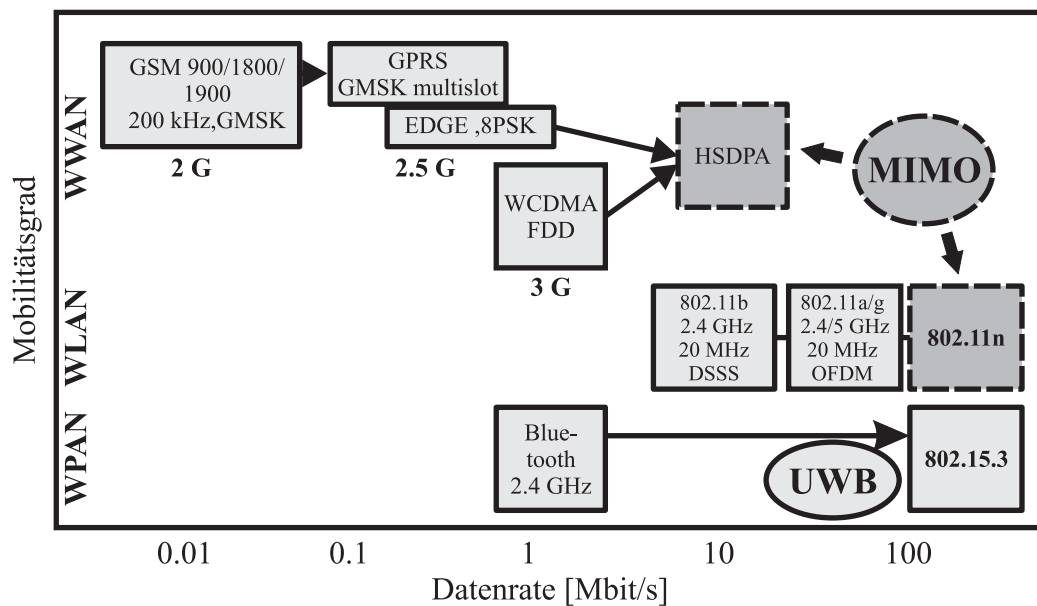 Mobilitätsgrad
WWAN
GSM 900/1800/
1900
200 kHz,GMSK
2 G
GPRS
GMSK multislot
EDGE ,8PSK
2.5 G
WCDMA
FDD
3 G
HSDPA
MIMO
WLAN
802.11b
2.4 GHz
20 MHz
DSSS
802.11a/g
2.4/5 GHz
20 MHz
OFDM
802.11n
WPAN
Blue-
tooth
2.4 GHz
UWB
802.15.3
0.01 0.1 1 10 100
Datenrate [Mbit/s]